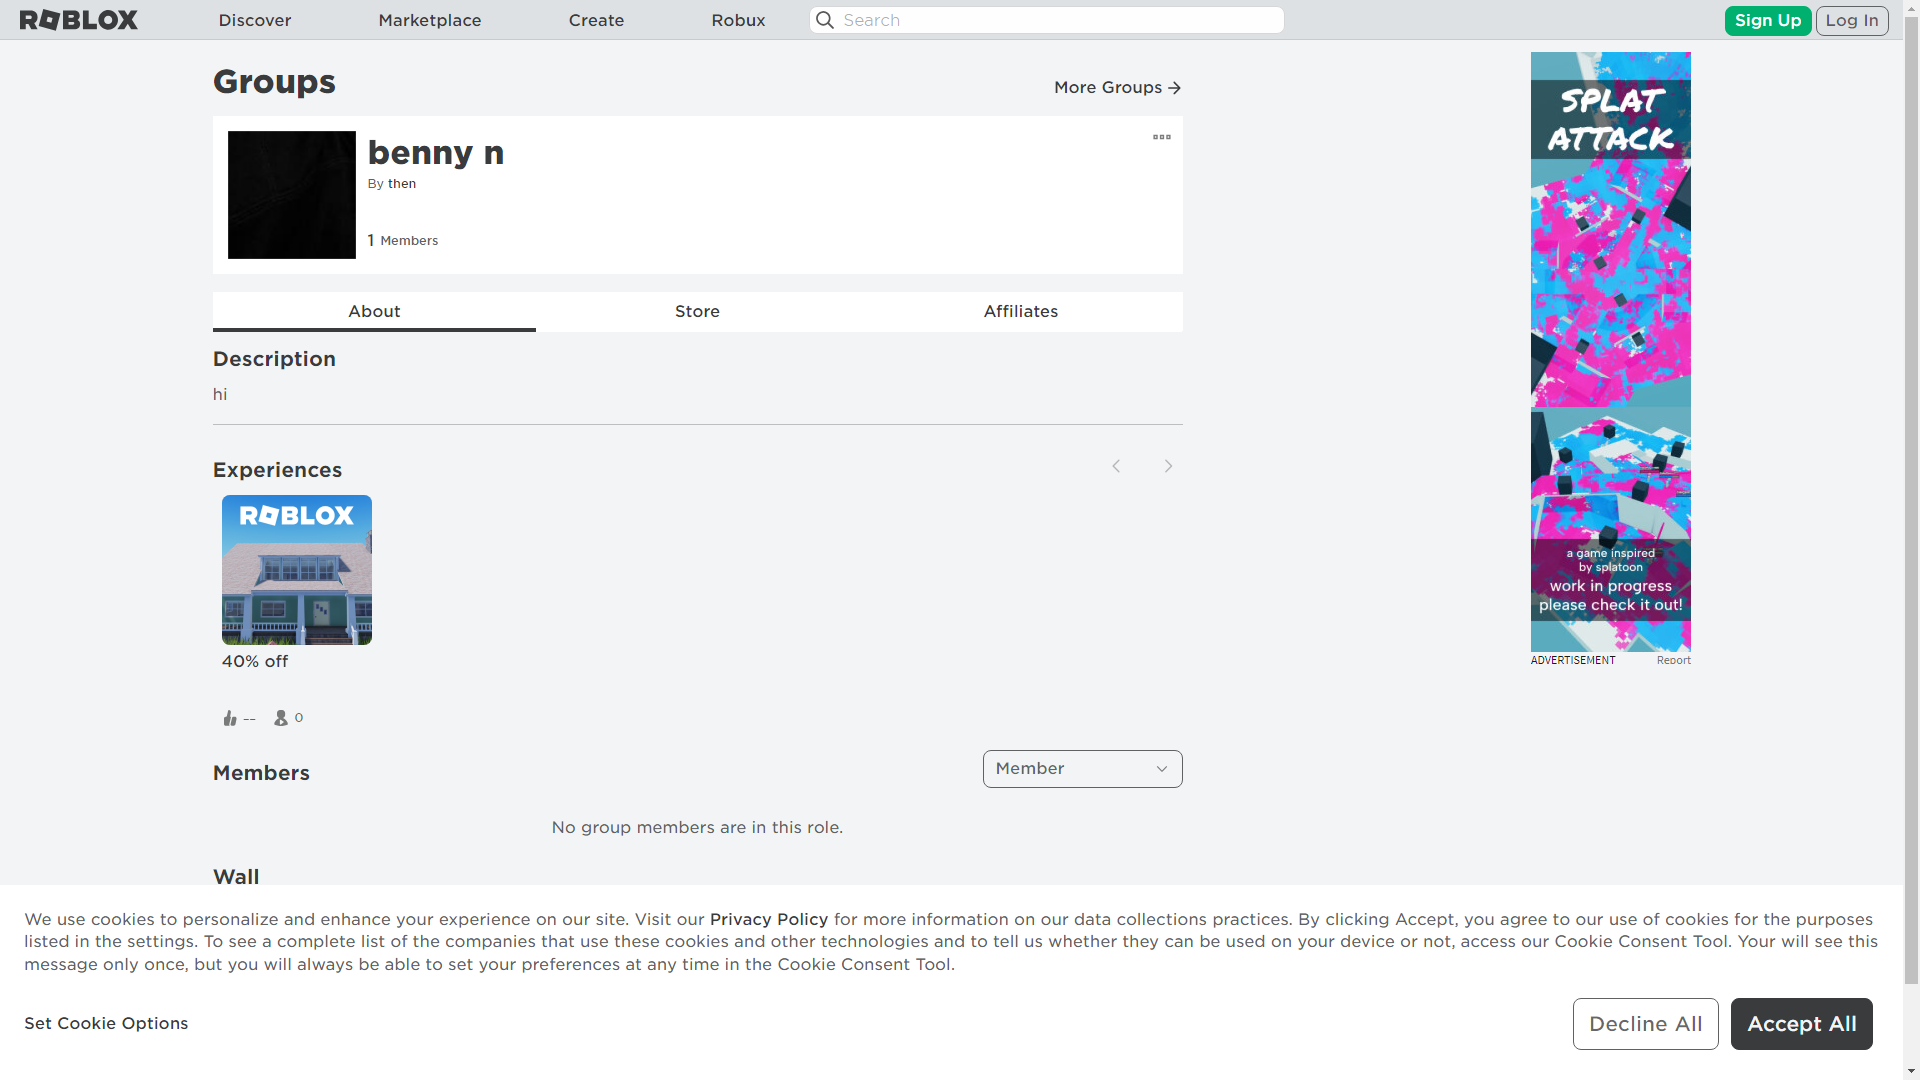 ROBLOX
Discover
Marketplace
Create
Robux
Search
Sign Up
Log In
Groups
More Groups
benny n
By then
1 Members
About
Store
Affiliates
Description
hi
Experiences
ROBLOX
40% off
--
0
Members
Member
No group members are in this role.
Wall
SPLAT
ATTACK
a game inspired
by splatoon
work in progress
please check it out!
ADVERTISEMENT
Report
We use cookies to personalize and enhance your experience on our site. Visit our Privacy Policy for more information on our data collections practices. By clicking Accept, you agree to our use of cookies for the purposes
listed in the settings. To see a complete list of the companies that use these cookies and other technologies and to tell us whether they can be used on your device or not, access our Cookie Consent Tool. Your will see this
message only once, but you will always be able to set your preferences at any time in the Cookie Consent Tool.
Set Cookie Options
Decline All
Accept All